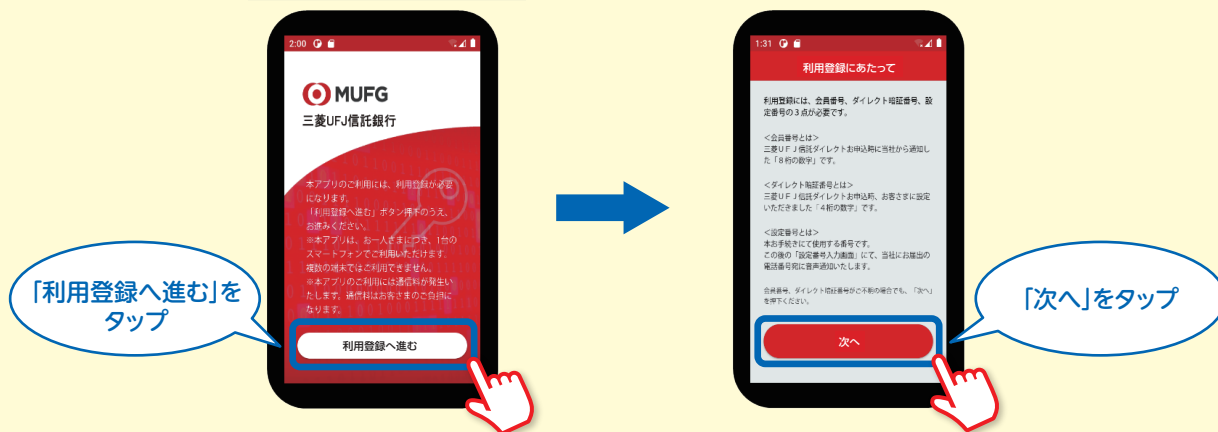 2:00
MUFG
三菱UFJ信託銀行
本アプリのご利用には、利用登録が必要
になります。
「利用登録へ進む」ボタン押下のうえ、
お進みください。
※本アプリは、お一人さまにつき、1台の
スマートフォンでご利用いただけます。
複数の端末ではご利用できません。
※本アプリのご利用には通信料が発生い
たします。通信料はお客さまのご負担に
なります。
利用登録へ進む
「利用登録へ進む」を
タップ
1:31
利用登録にあたって
利用登録には、会員番号、ダイレクト暗証番号、設
定番号の3点が必要です。
<会員番号とは>
三菱UFJ信託ダイレクトお申込時に当社から通知し
た「8桁の数字」です。
<ダイレクト暗証番号とは>
三菱UFJ信託ダイレクトお申込時、お客さまに設定
いただきました「4桁の数字」です。
<設定番号とは>
本お手続きにて使用する番号です。
この後の「設定番号入力画面」にて、当社にお届出の
電話番号宛に音声通知いたします。
会員番号、ダイレクト暗証番号がご不明の場合でも、「次へ」
を押下ください。
次へ
「次へ」をタップ